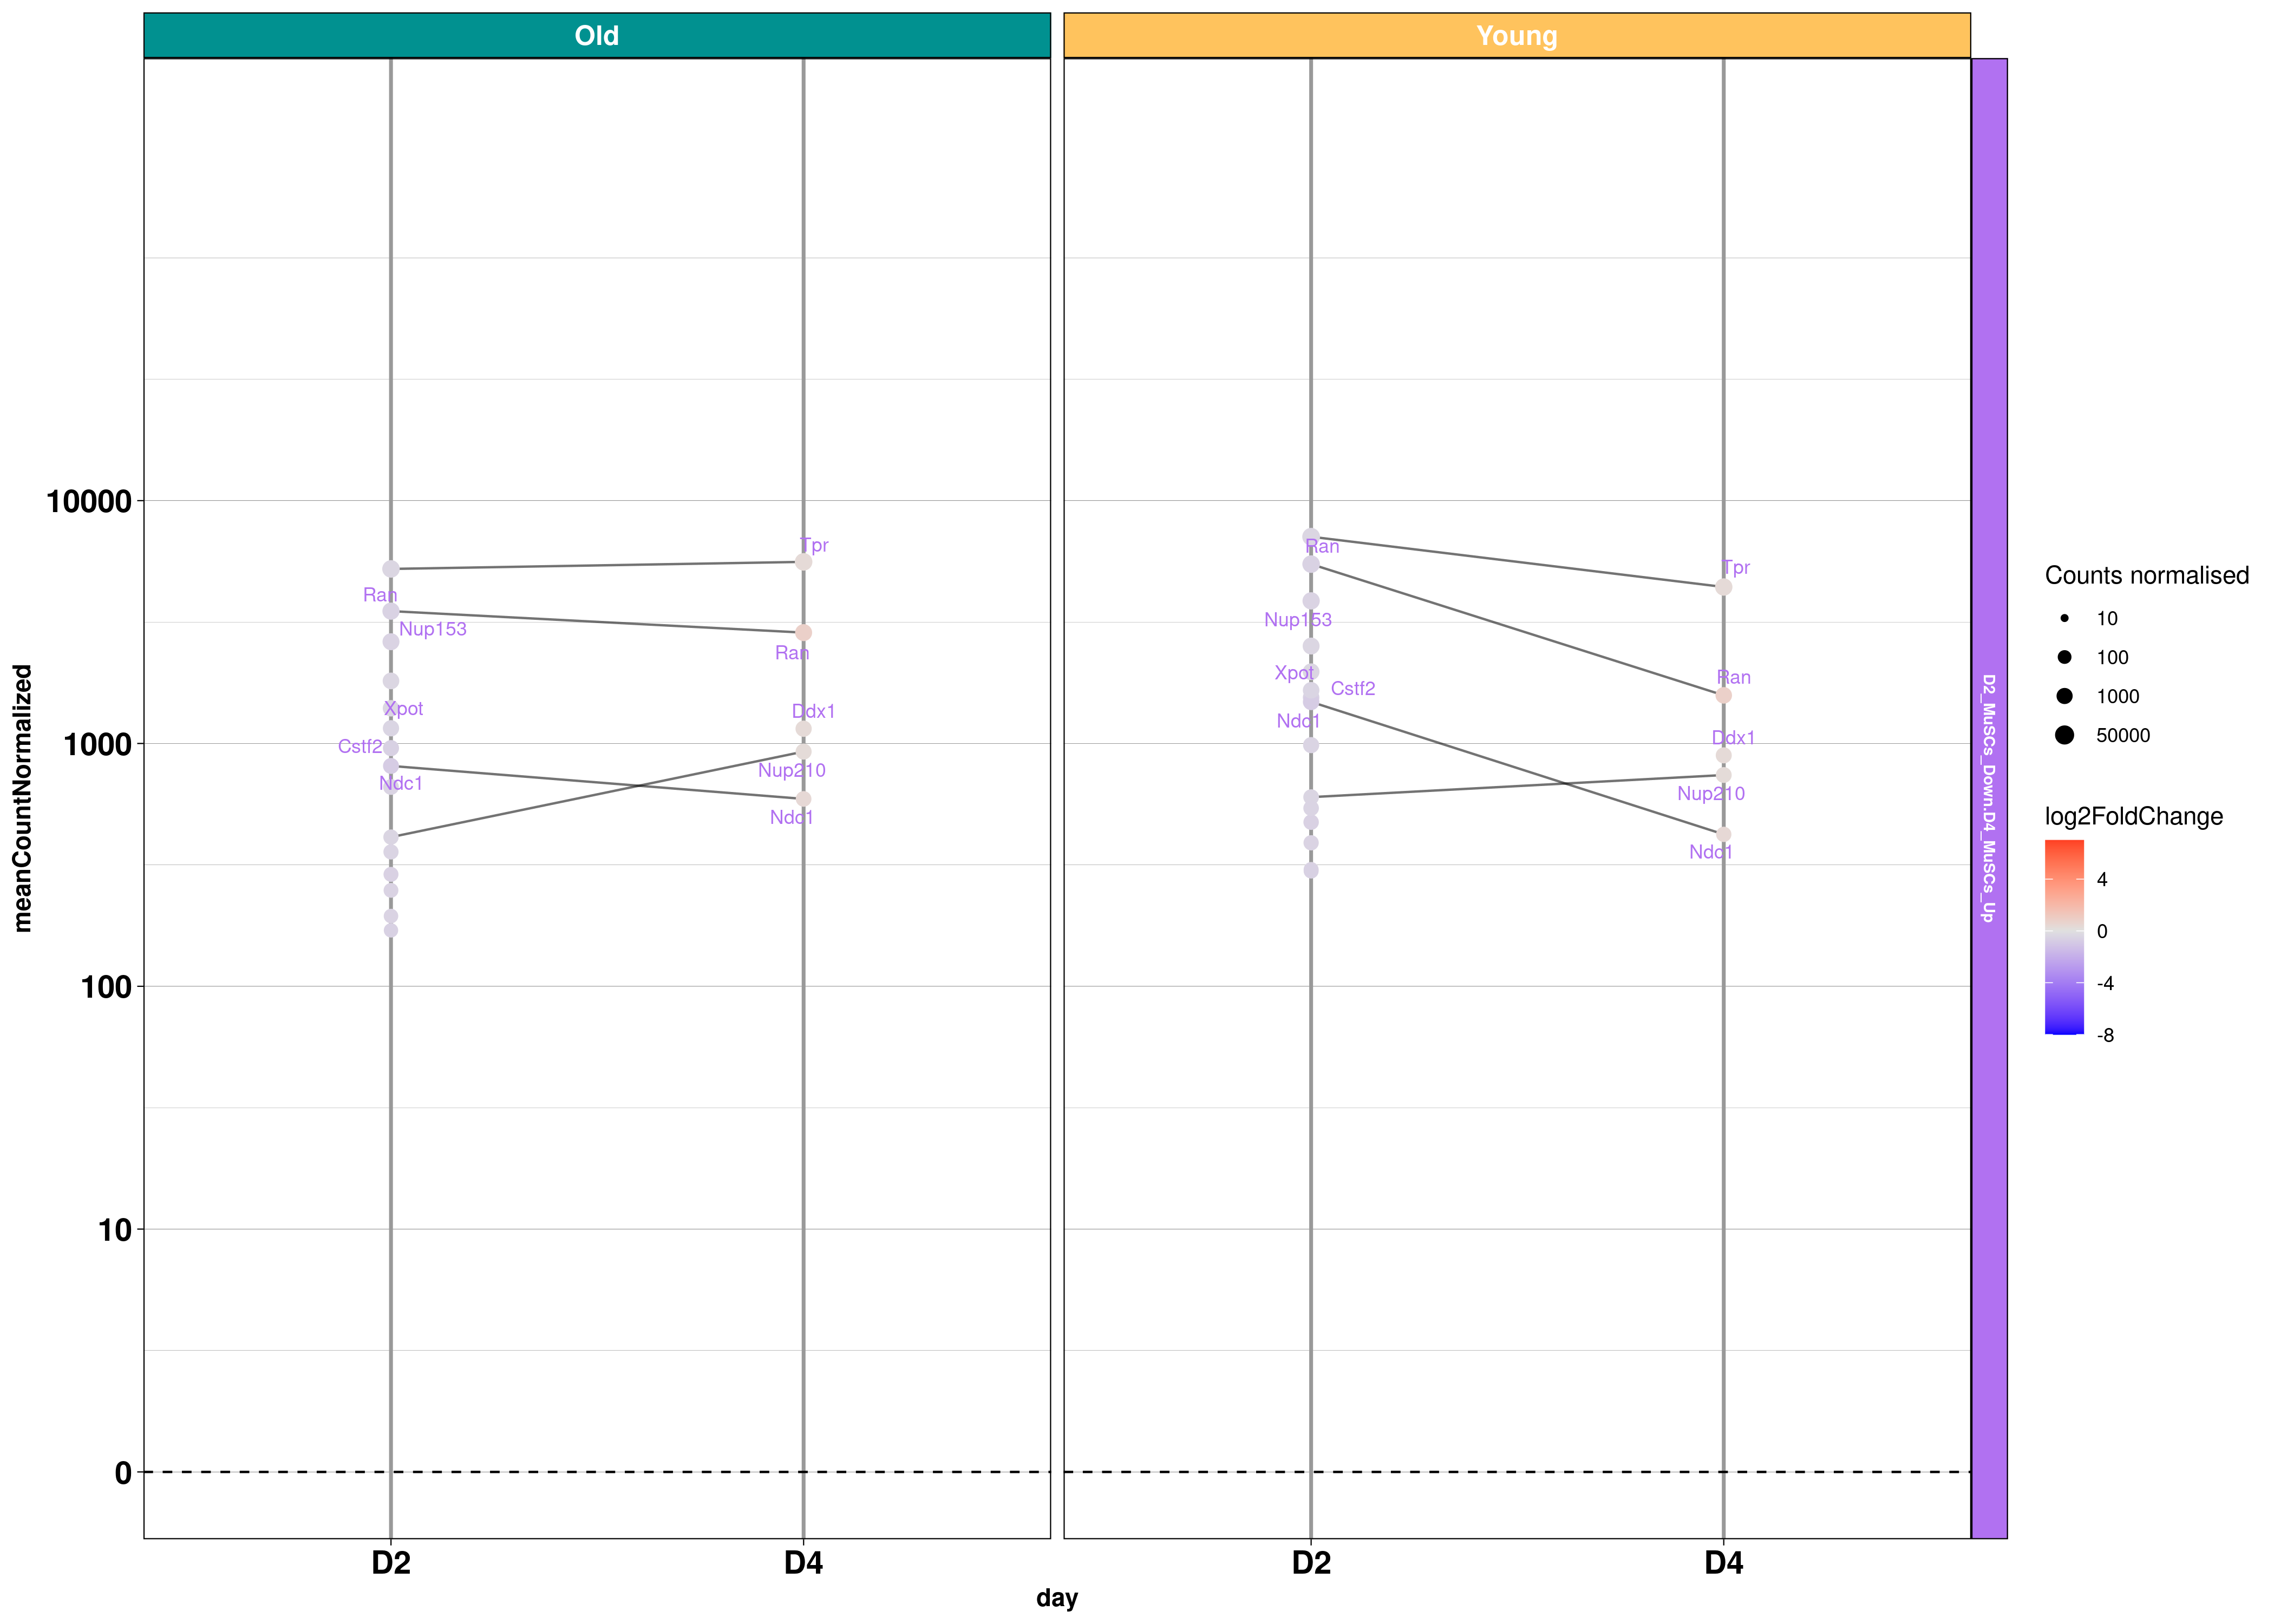 Old
Young
meanCountNormalized
10000
1000
100
10
0
Tpr
Ran
Nup153
Ran
Xpot
Ddx1
Cstf2
Nup210
Ndc1
Ndc1
Ran
Tpr
Nup153
Xpot
Ran
Cstf2
Ndc1
Ddx1
Nup210
Ndc1
D2_MuSCs_Down.D4_MuSCs_Up
D2
D4
D2
D4
day
Counts normalised
10
100
1000
50000
log2FoldChange
4
0
-4
-8